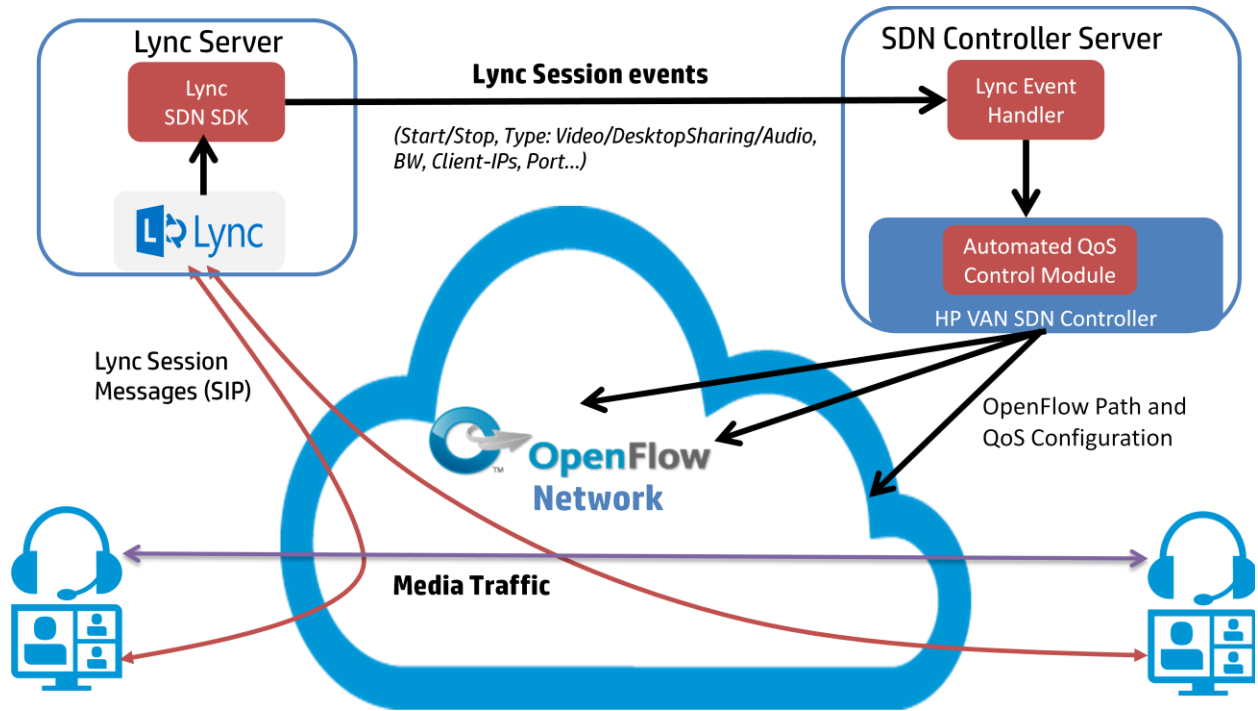 Lync Server
Lync
SDN SDK
L Lync
Lync Session events
(Start/Stop, Type: Video/DesktopSharing/Audio,
BW, Client-IPs, Port...)
SDN Controller Server
Lync Event
Handler
Automated QoS
Control Module
HP VAN SDN Controller
Lync Session
Messages (SIP)
OpenFlow Path and
QoS Configuration
OpenFlow
TM
Network
Media Traffic